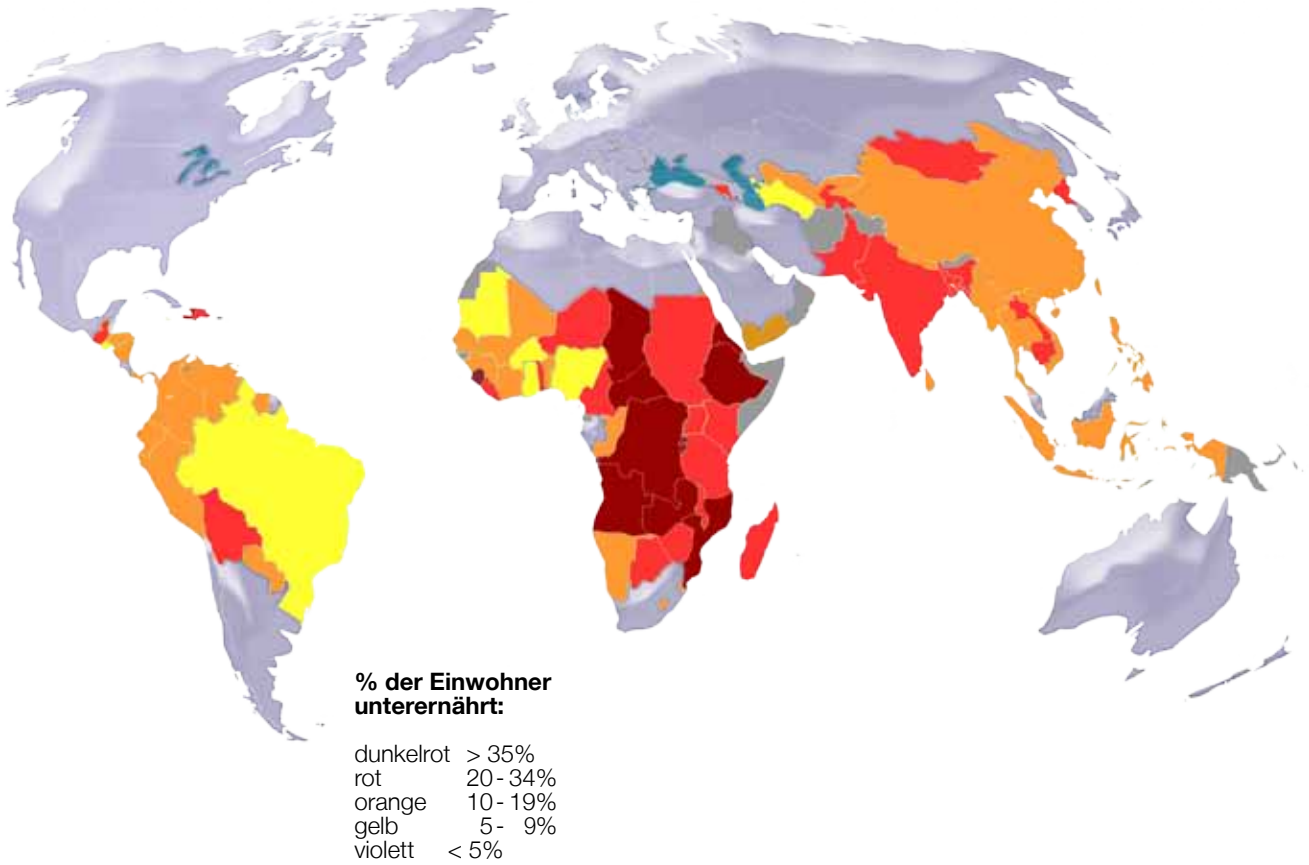 % der Einwohner
unterernährt:
dunkelrot > 35%
rot 20 - 34%
orange 10 - 19%
gelb 5 - 9%
violett < 5%